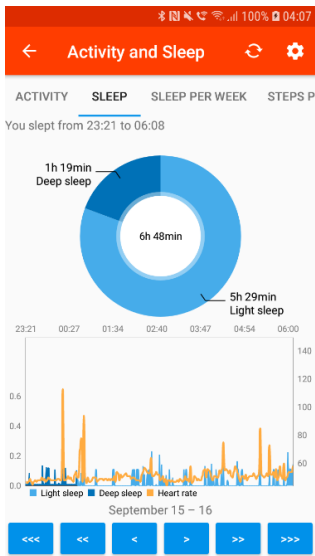 100% 04:07
Activity and Sleep
ACTIVITY SLEEP SLEEP PER WEEK STEPS P
You slept from 23:21 to 06:08
1h 19min
Deep sleep
6h 48min
5h 29min
Light sleep
23:21 00:27 01:34 02:40 03:47 04:54 06:00
140
120
0.6
100
0.4
80
0.2
60
0.0
Light sleep Deep sleep Heart rate
September 15 – 16
<<< << < > >> >>>